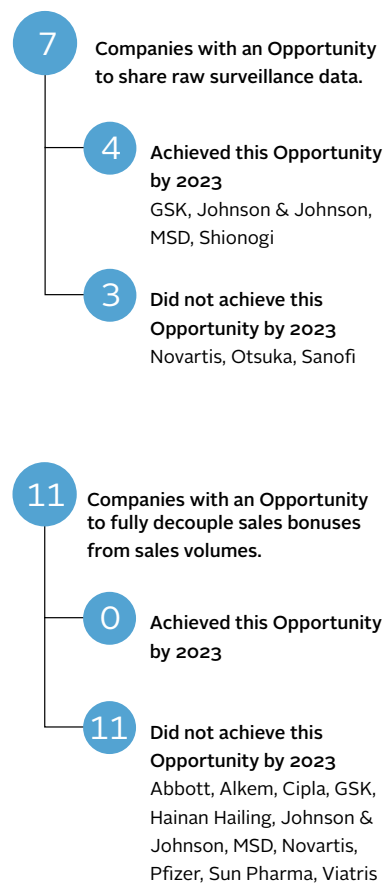 7
Companies with an Opportunity
to share raw surveillance data.
4
Achieved this Opportunity
by 2023
GSK, Johnson & Johnson,
MSD, Shionogi
3
Did not achieve this
Opportunity by 2023
Novartis, Otsuka, Sanofi
11
Companies with an Opportunity
to fully decouple sales bonuses
from sales volumes.
0
Achieved this Opportunity
by 2023
11
Did not achieve this
Opportunity by 2023
Abbott, Alkem, Cipla, GSK,
Hainan Hailing, Johnson &
Johnson, MSD, Novartis,
Pfizer, Sun Pharma, Viatris